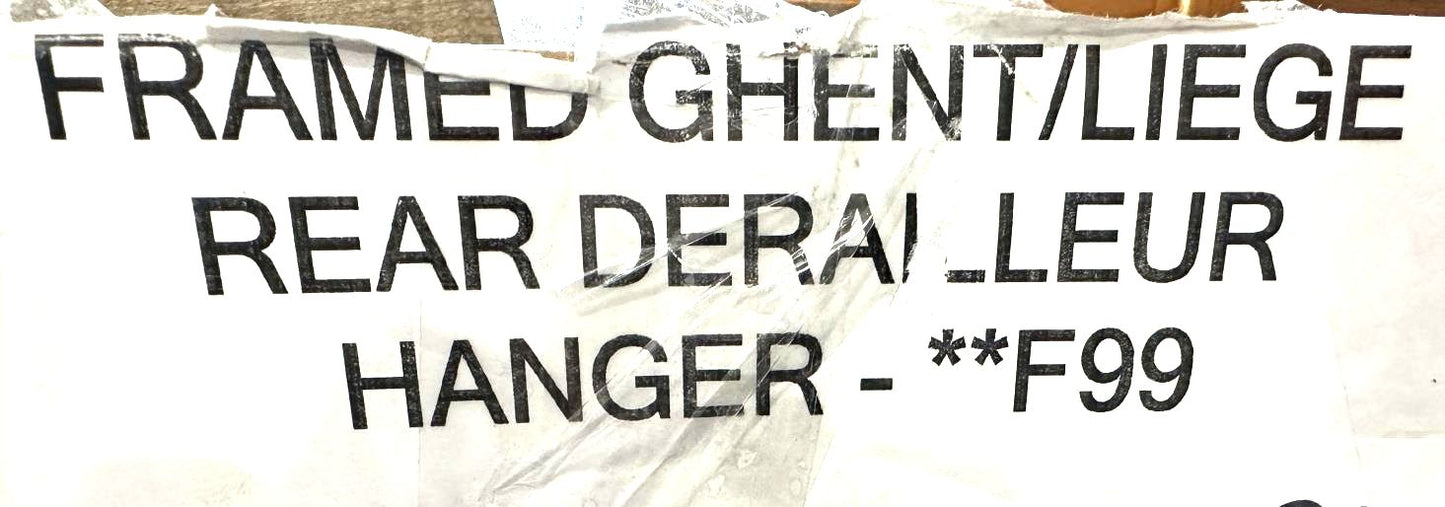 FRAMED GHENT/LIEGE
REAR DERAILLEUR
HANGER - **F99